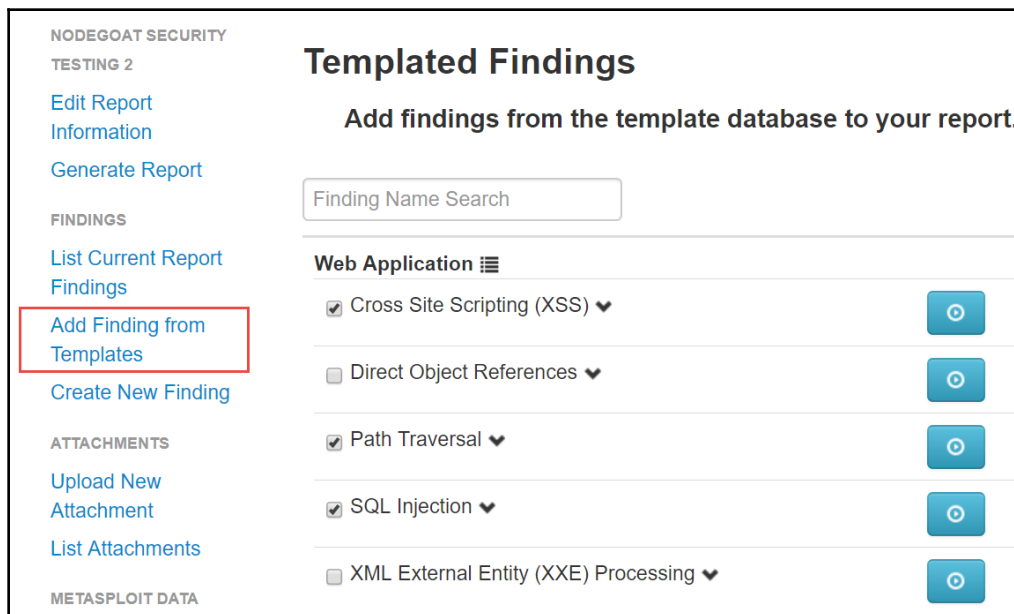 NODEGOAT SECURITY
TESTING 2
Edit Report
Information
Generate Report
FINDINGS
List Current Report
Findings
Add Finding from
Templates
Create New Finding
ATTACHMENTS
Upload New
Attachment
List Attachments
METASPLOIT DATA
Templated Findings
Add findings from the template database to your report.
Finding Name Search
Web Application
Cross Site Scripting (XSS)
Direct Object References
Path Traversal
SQL Injection
XML External Entity (XXE) Processing